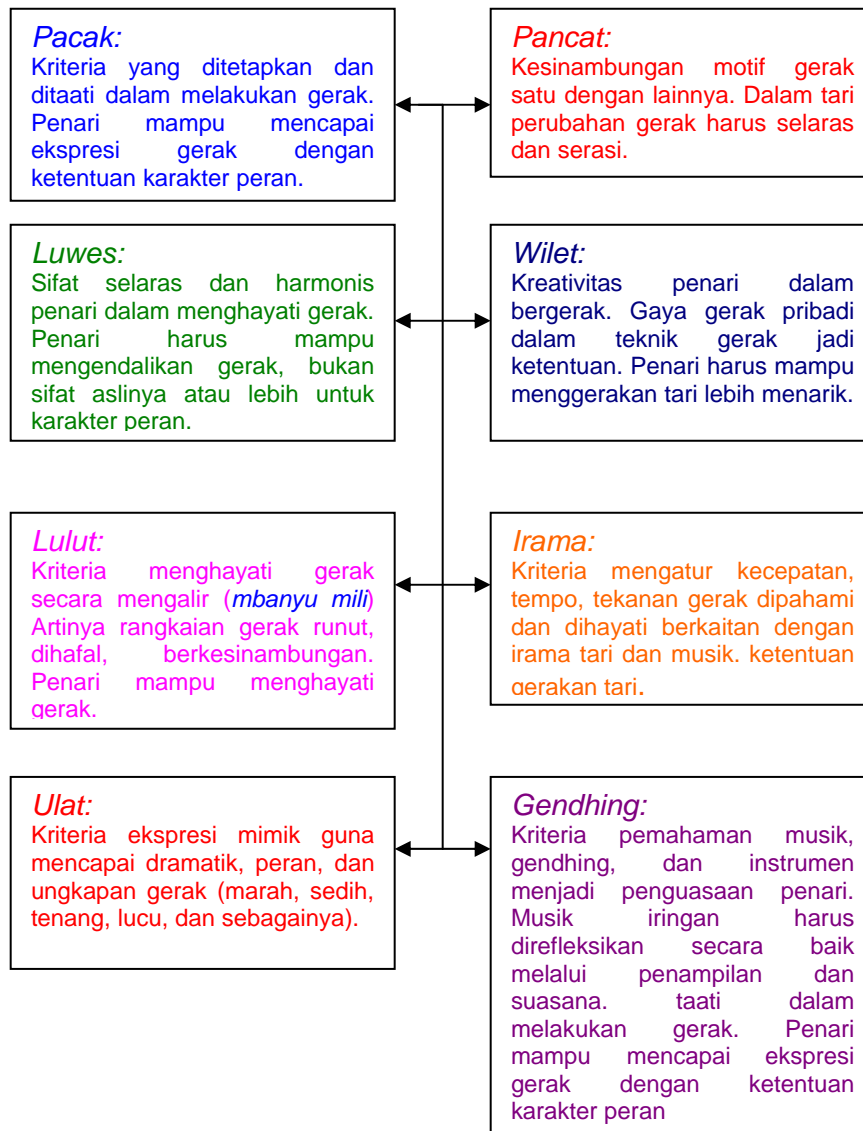 Pacak:
Kriteria yang ditetapkan dan
ditaati dalam melakukan gerak.
Penari mampu mencapai
ekspresi gerak dengan
ketentuan karakter peran.
Pancat:
Kesinambungan motif gerak
satu dengan lainnya. Dalam tari
perubahan gerak harus selaras
dan serasi.
Luwes:
Sifat selaras dan harmonis
penari dalam menghayati gerak.
Penari harus mampu
mengendalikan gerak, bukan
sifat aslinya atau lebih untuk
karakter peran.
Wilet:
Kreativitas penari dalam
bergerak. Gaya gerak pribadi
dalam teknik gerak jadi
ketentuan. Penari harus mampu
menggerakan tari lebih menarik.
Lulut:
Kriteria menghayati gerak
secara mengalir (mbanyu mili)
Artinya rangkaian gerak runut,
dihafal, berkesinambungan.
Penari mampu menghayati
gerak.
Irama:
Kriteria mengatur kecepatan,
tempo, tekanan gerak dipahami
dan dihayati berkaitan dengan
irama tari dan musik. ketentuan
gerakan tari.
Ulat:
Kriteria ekspresi mimik guna
mencapai dramatik, peran, dan
ungkapan gerak (marah, sedih,
tenang, lucu, dan sebagainya).
Gendhing:
Kriteria pemahaman musik,
gendhing, dan instrumen
menjadi penguasaan penari.
Musik iringan harus
direfleksikan secara baik
melalui penampilan dan
suasana. taati dalam
melakukan gerak. Penari
mampu mencapai ekspresi
gerak dengan ketentuan
karakter peran